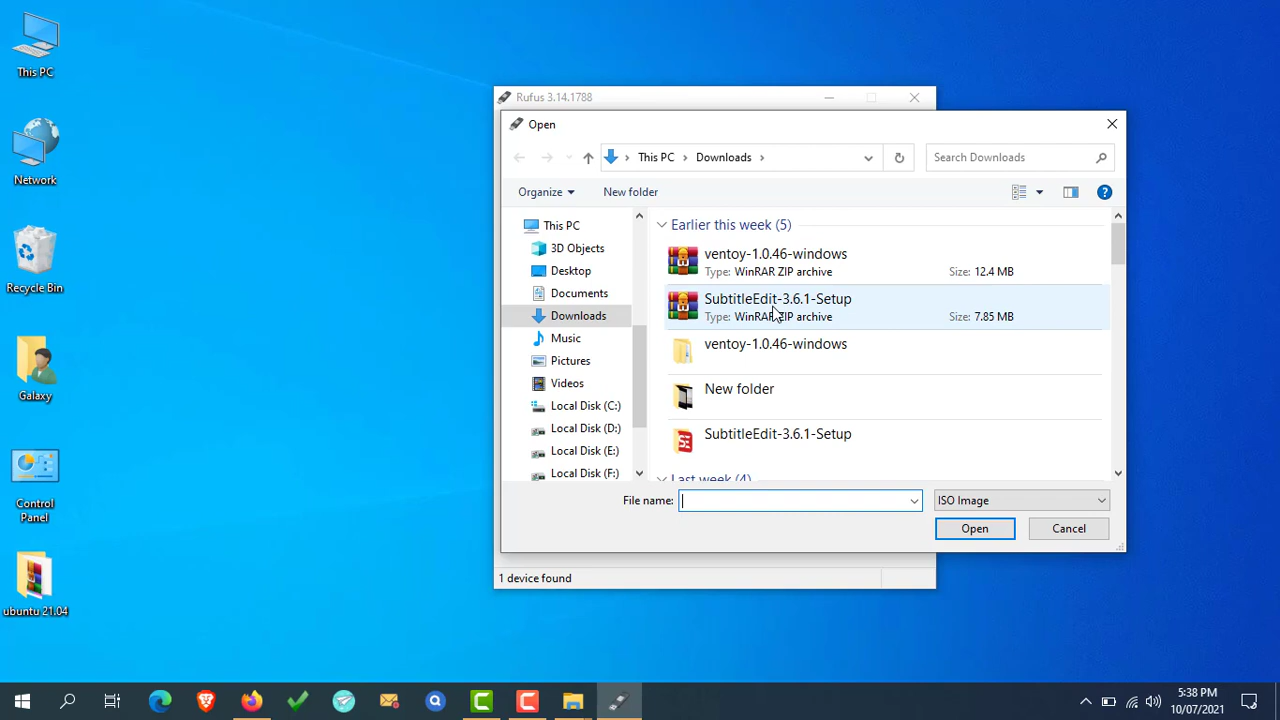 This PC
Network
Recycle Bin
Galaxy
Control
Panel
ubuntu 21.04
Rufus 3.14.1788
Open
This PC
Downloads
Search Downloads
Organize
New folder
This PC
3D Objects
Desktop
Documents
Downloads
Music
Pictures
Videos
Local Disk (C:)
Local Disk (D:)
Local Disk (E:)
Local Disk (F:)
Earlier this week (5)
ventoy-1.0.46-windows
Type: WinRAR ZIP archive
Size: 12.4 MB
SubtitleEdit-3.6.1-Setup
Type: WinRAR ZIP archive
Size: 7.85 MB
ventoy-1.0.46-windows
New folder
SubtitleEdit-3.6.1-Setup
Last week (4)
File name:
ISO Image
Open
Cancel
1 device found
5:38 PM
10/07/2021